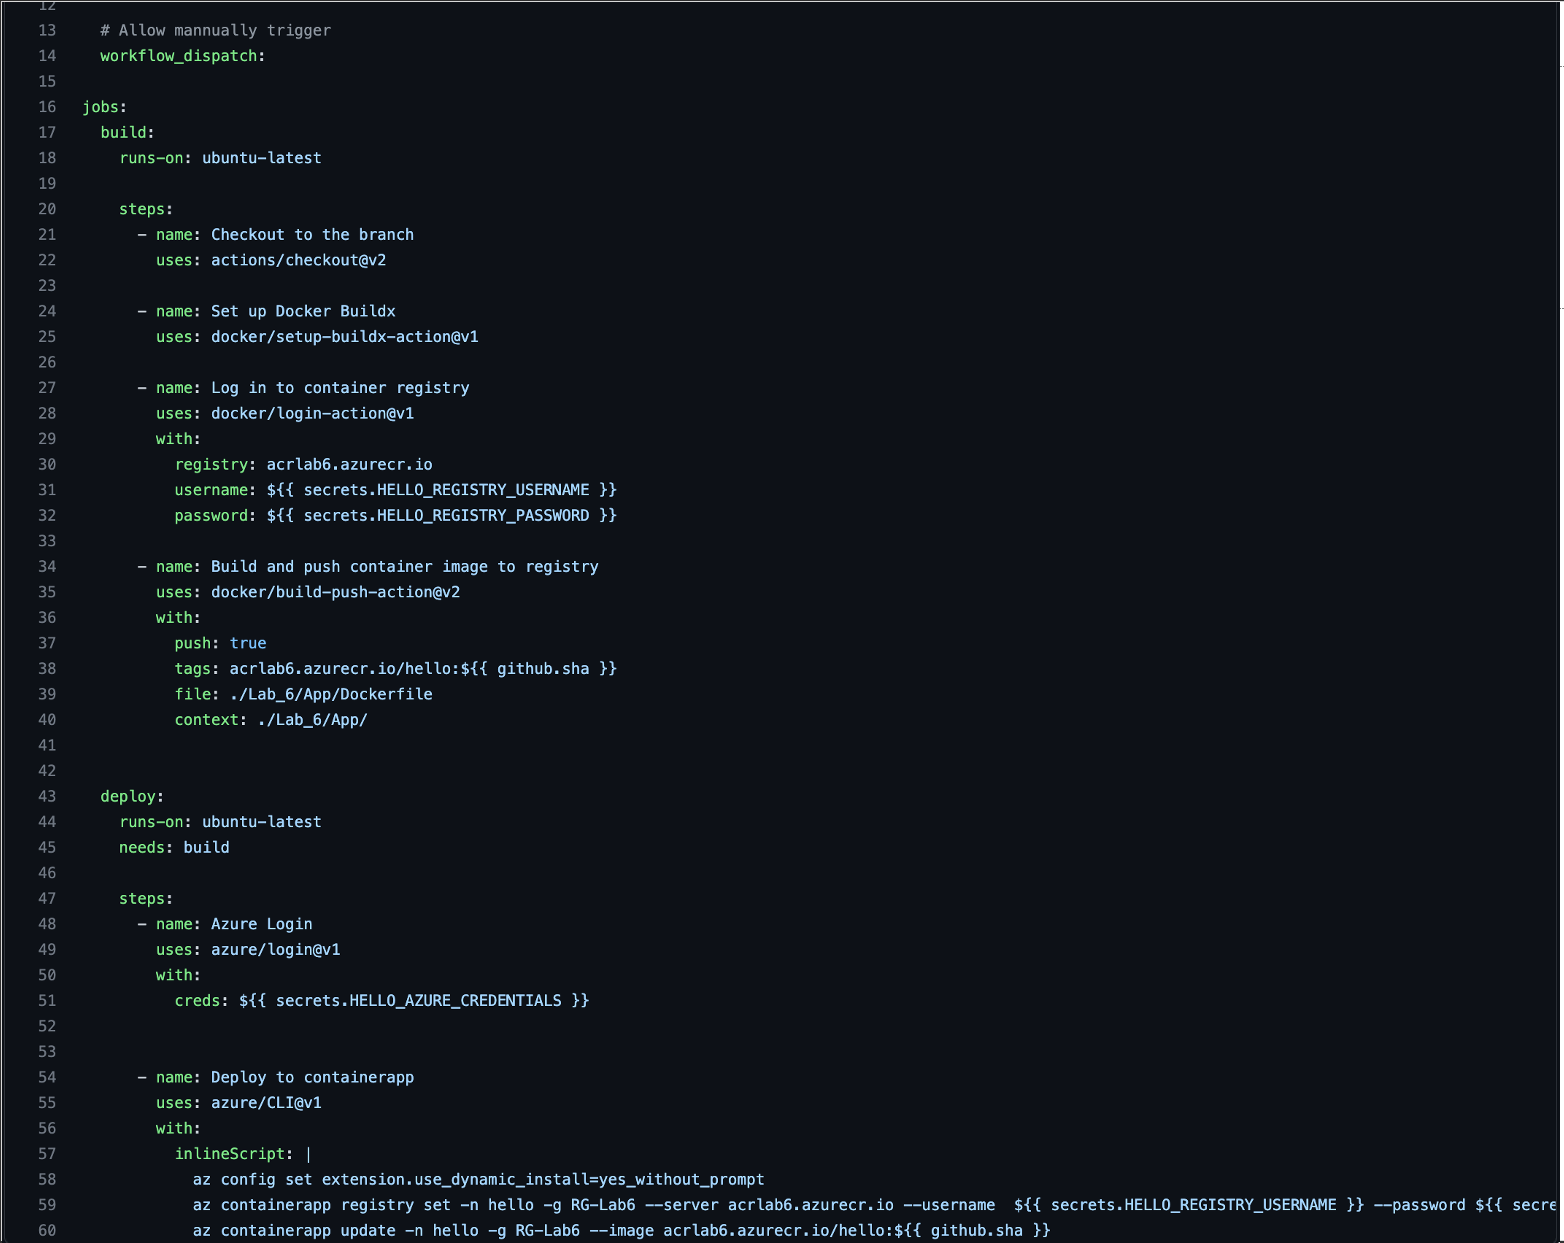 12
13 # Allow mannually trigger
14 workflow_dispatch:
15
16 jobs:
17 build:
18 runs-on: ubuntu-latest
19
20 steps:
21 - name: Checkout to the branch
22 uses: actions/checkout@v2
23
24 - name: Set up Docker Buildx
25 uses: docker/setup-buildx-action@v1
26
27 - name: Log in to container registry
28 uses: docker/login-action@v1
29 with:
30 registry: acrlab6.azurecr.io
31 username: ${{ secrets.HELLO_REGISTRY_USERNAME }}
32 password: ${{ secrets.HELLO_REGISTRY_PASSWORD }}
33
34 - name: Build and push container image to registry
35 uses: docker/build-push-action@v2
36 with:
37 push: true
38 tags: acrlab6.azurecr.io/hello:${{ github.sha }}
39 file: ./Lab_6/App/Dockerfile
40 context: ./Lab_6/App/
41
42
43 deploy:
44 runs-on: ubuntu-latest
45 needs: build
46
47 steps:
48 - name: Azure Login
49 uses: azure/login@v1
50 with:
51 creds: ${{ secrets.HELLO_AZURE_CREDENTIALS }}
52
53
54 - name: Deploy to containerapp
55 uses: azure/CLI@v1
56 with:
57 inlineScript: |
58 az config set extension.use_dynamic_install=yes_without_prompt
59 az containerapp registry set -n hello -g RG-Lab6 --server acrlab6.azurecr.io --username  ${{ secrets.HELLO_REGISTRY_USERNAME }} --password ${{ secre
60 az containerapp update -n hello -g RG-Lab6 --image acrlab6.azurecr.io/hello:${{ github.sha }}